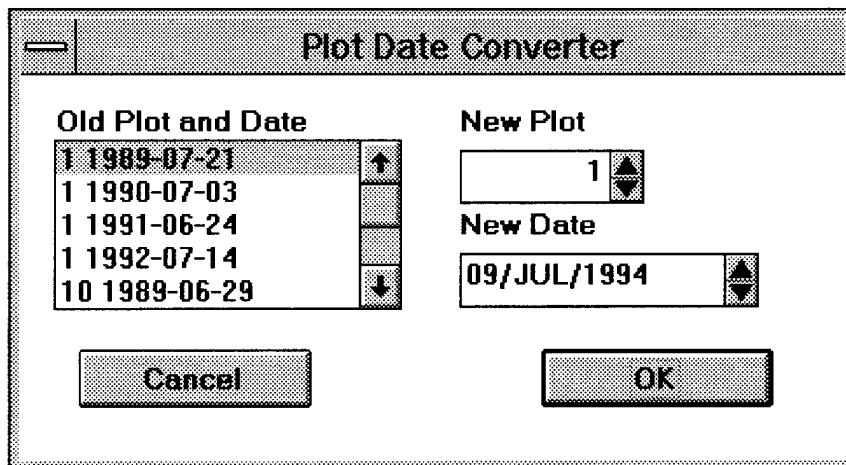 Plot Date Converter
Old Plot and Date
1 1989-07-21
1 1990-07-03
1 1991-06-24
1 1992-07-14
10 1989-06-29
New Plot
1
New Date
09/JUL/1994
Cancel
OK